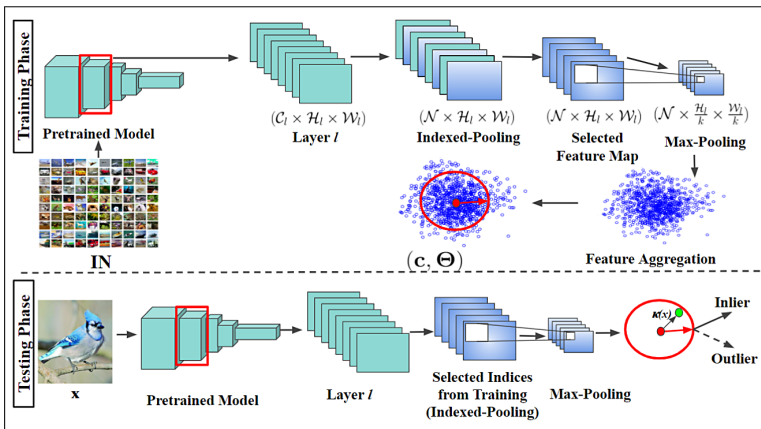 Training Phase
Pretrained Model
(C_l × H_l × W_l)
Layer l
(N × H_l × W_l)
Indexed-Pooling
(N × H_l × W_l)
Selected
Feature Map
(N × H_l/k × W_l/k)
Max-Pooling
IN
(c, Θ)
Feature Aggregation
Testing Phase
x
Pretrained Model
Layer l
Selected Indices
from Training
(Indexed-Pooling)
Max-Pooling
κ(x)
Inlier
Outlier